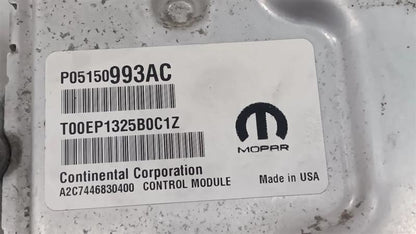 P05150993AC
T00EP1325B0C1Z
MOPAR
Continental Corporation
A2C7446830400 CONTROL MODULE Made in USA